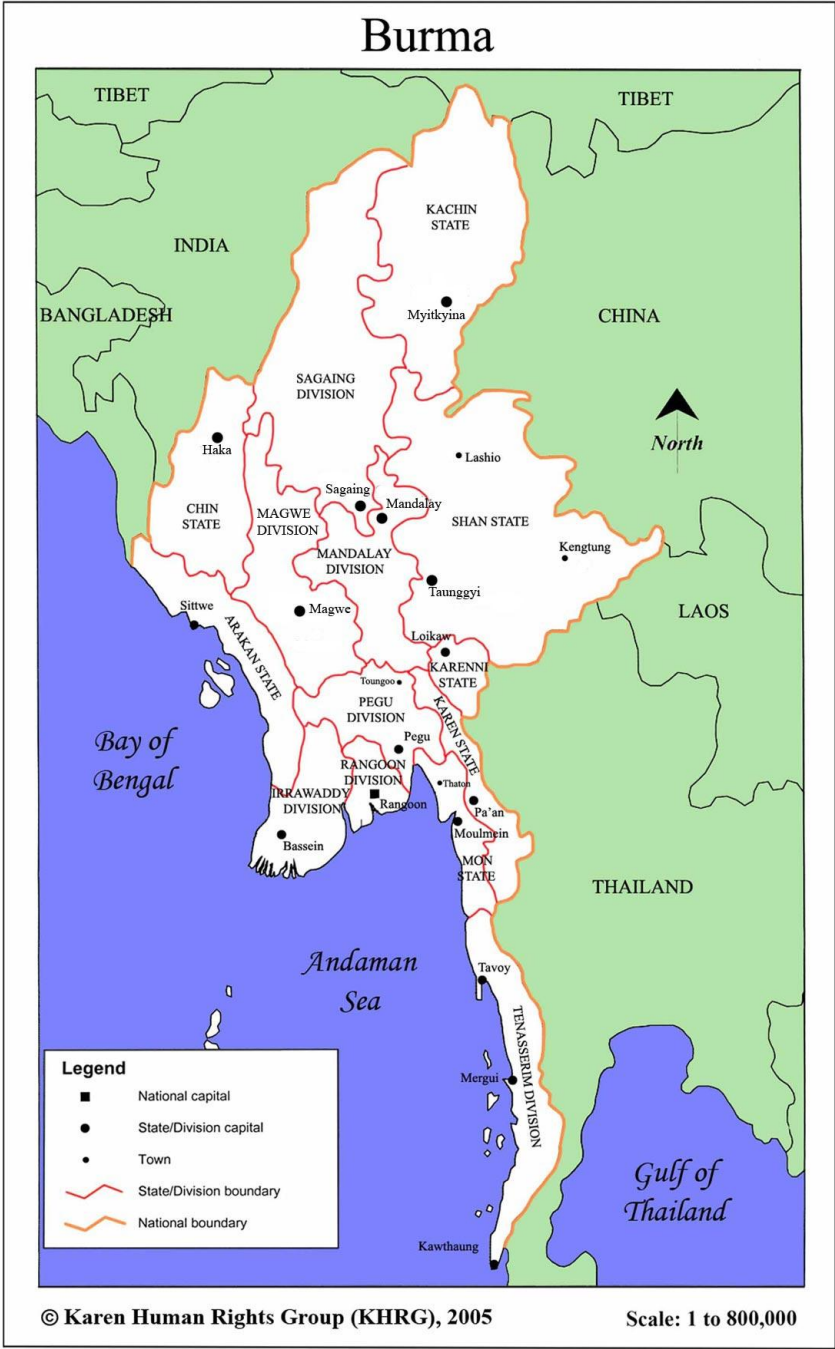 Burma
TIBET
TIBET
KACHIN
STATE
INDIA
Myitkyina
BANGLADESH
CHINA
SAGAING
DIVISION
North
Haka
Lashio
Sagaing
Mandalay
CHIN
STATE
MAGWE
DIVISION
SHAN STATE
MANDALAY
DIVISION
Kengtung
Taunggyi
Sittwe
Magwe
LAOS
ARAKAN STATE
Loikaw
KARENNI
STATE
Toungoo
PEGU
DIVISION
KAREN STATE
Pegu
Bay of
Bengal
RANGOON
DIVISION
Thaton
IRRAWADDY
DIVISION
Rangoon
Pa'an
Moulmein
Bassein
MON
STATE
THAILAND
Andaman
Sea
Tavoy
TENASSERIM DIVISION
Mergui
Gulf of
Thailand
Kawthaung
Legend
National capital
State/Division capital
Town
State/Division boundary
National boundary
© Karen Human Rights Group (KHRG), 2005
Scale: 1 to 800,000